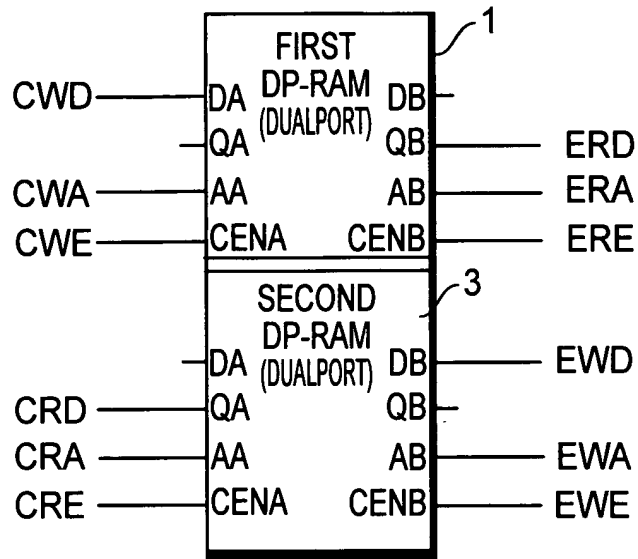 FIRST
DP-RAM
(DUALPORT)
1
CWD DA DB
QA QB ERD
CWA AA AB ERA
CWE CENA CENB ERE
SECOND
DP-RAM
(DUALPORT)
3
DA DB EWD
CRD QA QB
CRA AA AB EWA
CRE CENA CENB EWE